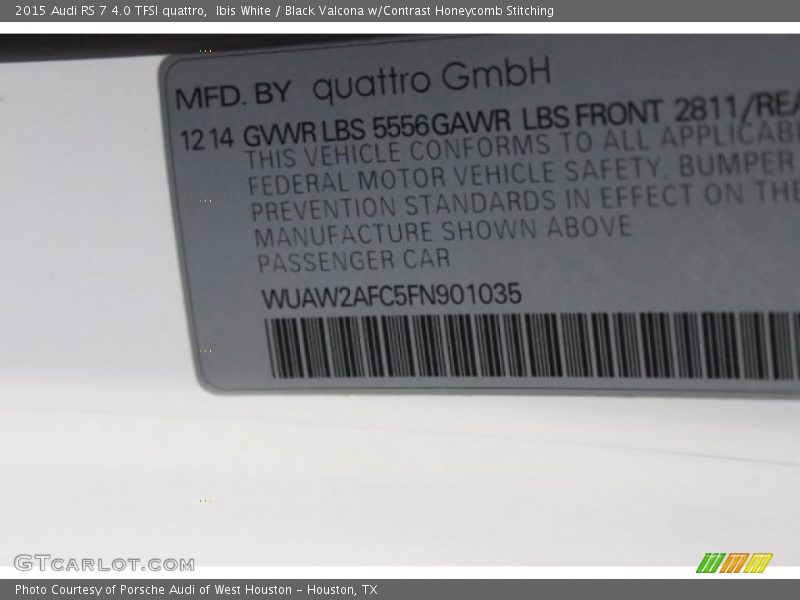 2015 Audi RS 7 4.0 TFSI quattro,  Ibis White / Black Valcona w/Contrast Honeycomb Stitching
MFD. BY quattro GmbH
12 14 GVWR LBS 5556 GAWR LBS FRONT 2811/REA
THIS VEHICLE CONFORMS TO ALL APPLICAB
FEDERAL MOTOR VEHICLE SAFETY, BUMPER
PREVENTION STANDARDS IN EFFECT ON THE
MANUFACTURE SHOWN ABOVE
PASSENGER CAR
WUAW2AFC5FN901035
GTCARLOT.COM
Photo Courtesy of Porsche Audi of West Houston - Houston, TX